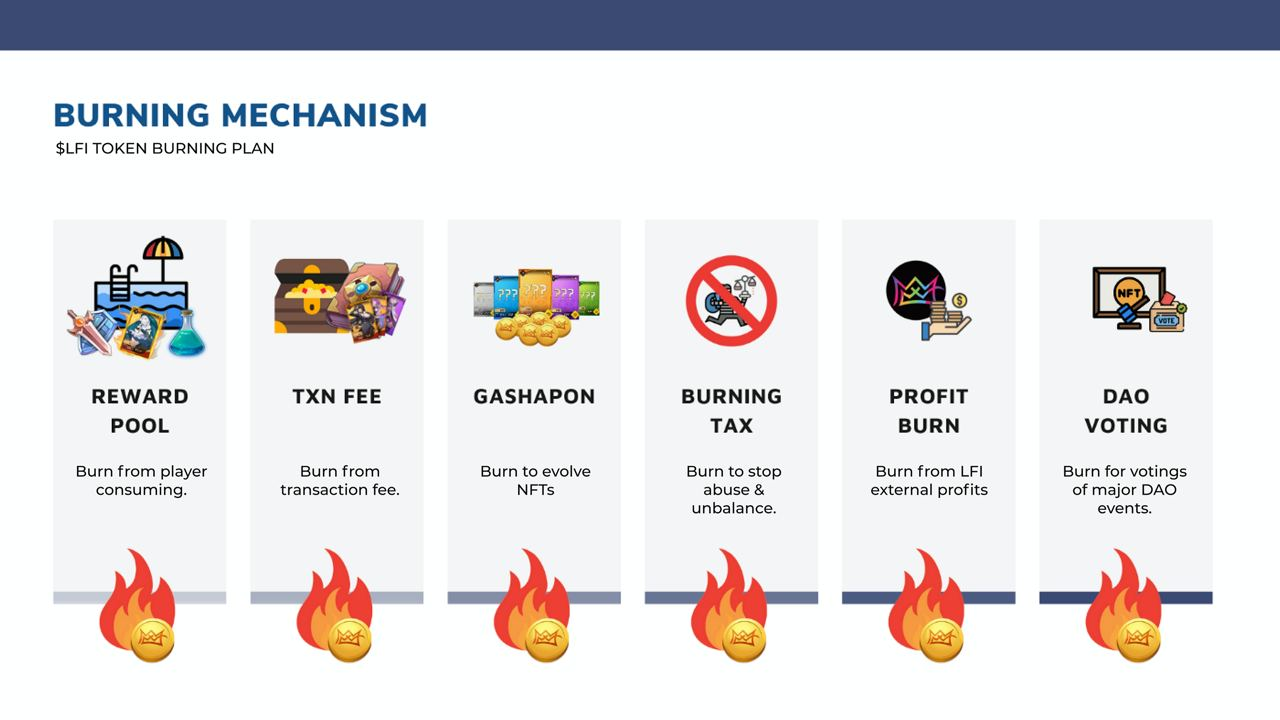 BURNING MECHANISM
$LFI TOKEN BURNING PLAN
REWARD
POOL
Burn from player
consuming.
TXN FEE
Burn from
transaction fee.
???
???
???
???
GASHAPON
Burn to evolve
NFTs
BURNING
TAX
Burn to stop
abuse &
unbalance.
$
PROFIT
BURN
Burn from LFI
external profits
NFT
VOTE
DAO
VOTING
Burn for votings
of major DAO
events.